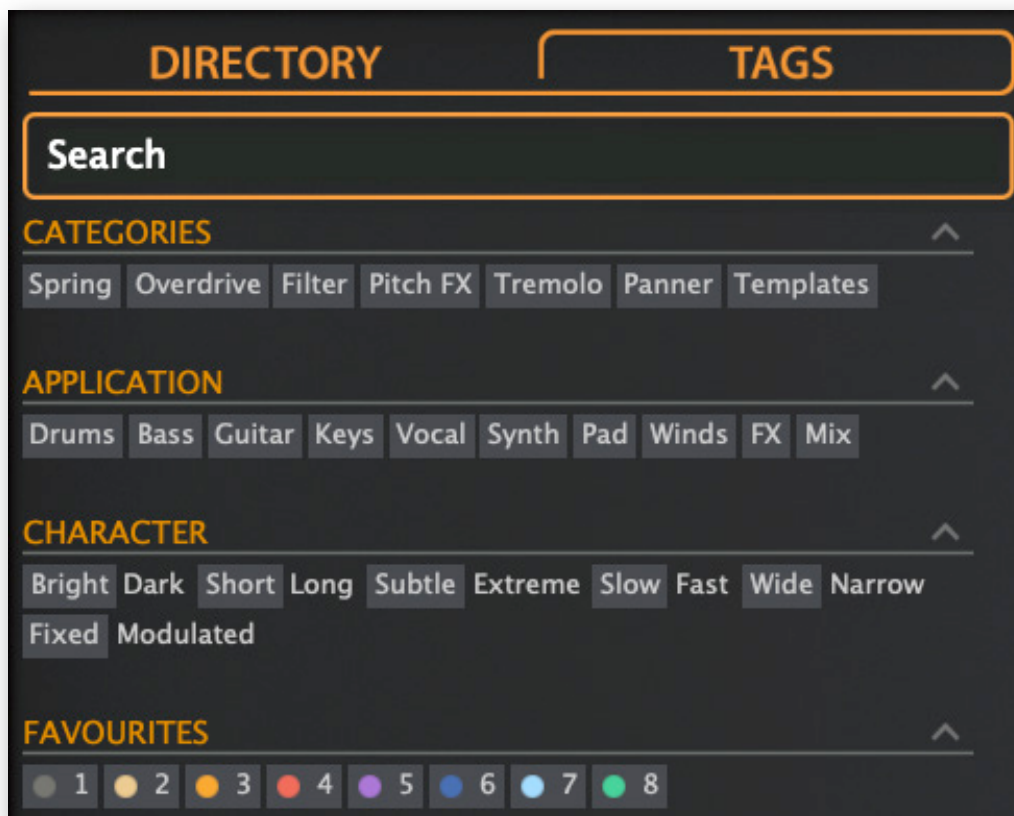 DIRECTORY TAGS
Search
CATEGORIES
Spring Overdrive Filter Pitch FX Tremolo Panner Templates
APPLICATION
Drums Bass Guitar Keys Vocal Synth Pad Winds FX Mix
CHARACTER
Bright Dark Short Long Subtle Extreme Slow Fast Wide Narrow
Fixed Modulated
FAVOURITES
1 2 3 4 5 6 7 8